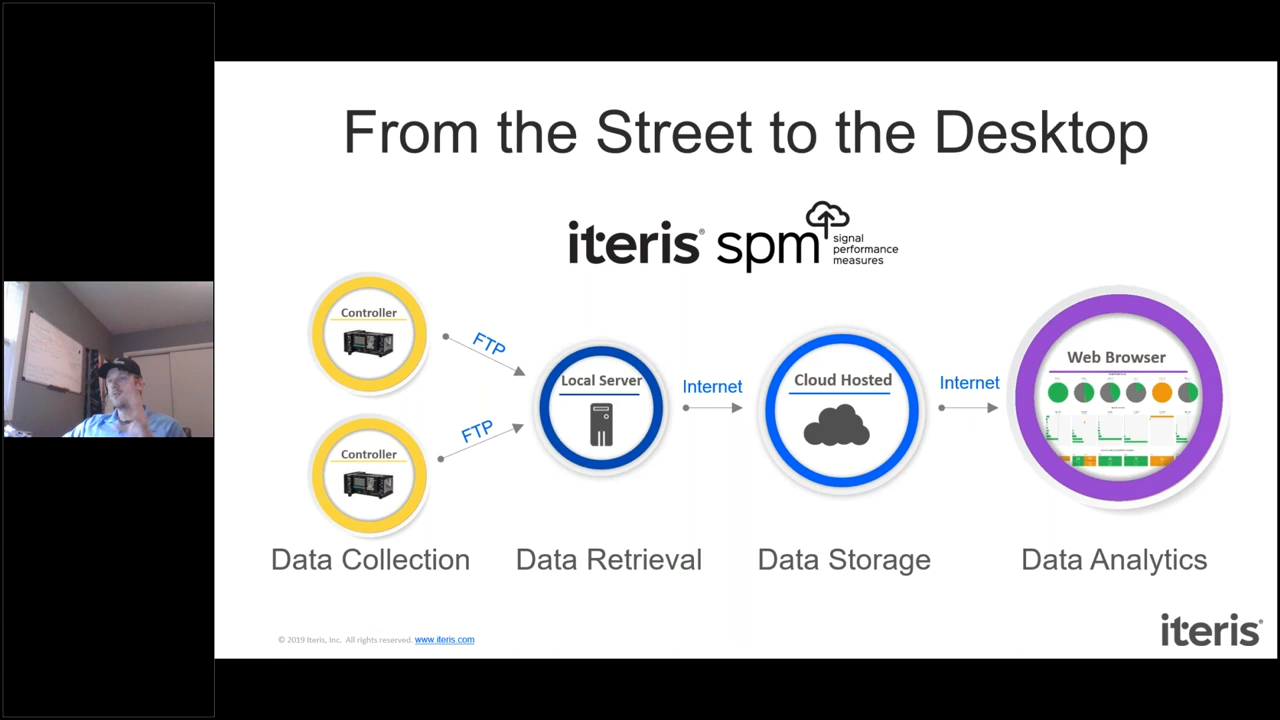 From the Street to the Desktop
iteris® spm signal
performance
measures
Controller
FTP
Controller
FTP
Local Server
Internet
Cloud Hosted
Internet
Web Browser
Data Collection
Data Retrieval
Data Storage
Data Analytics
© 2019 Iteris, Inc. All rights reserved. www.iteris.com
iteris®